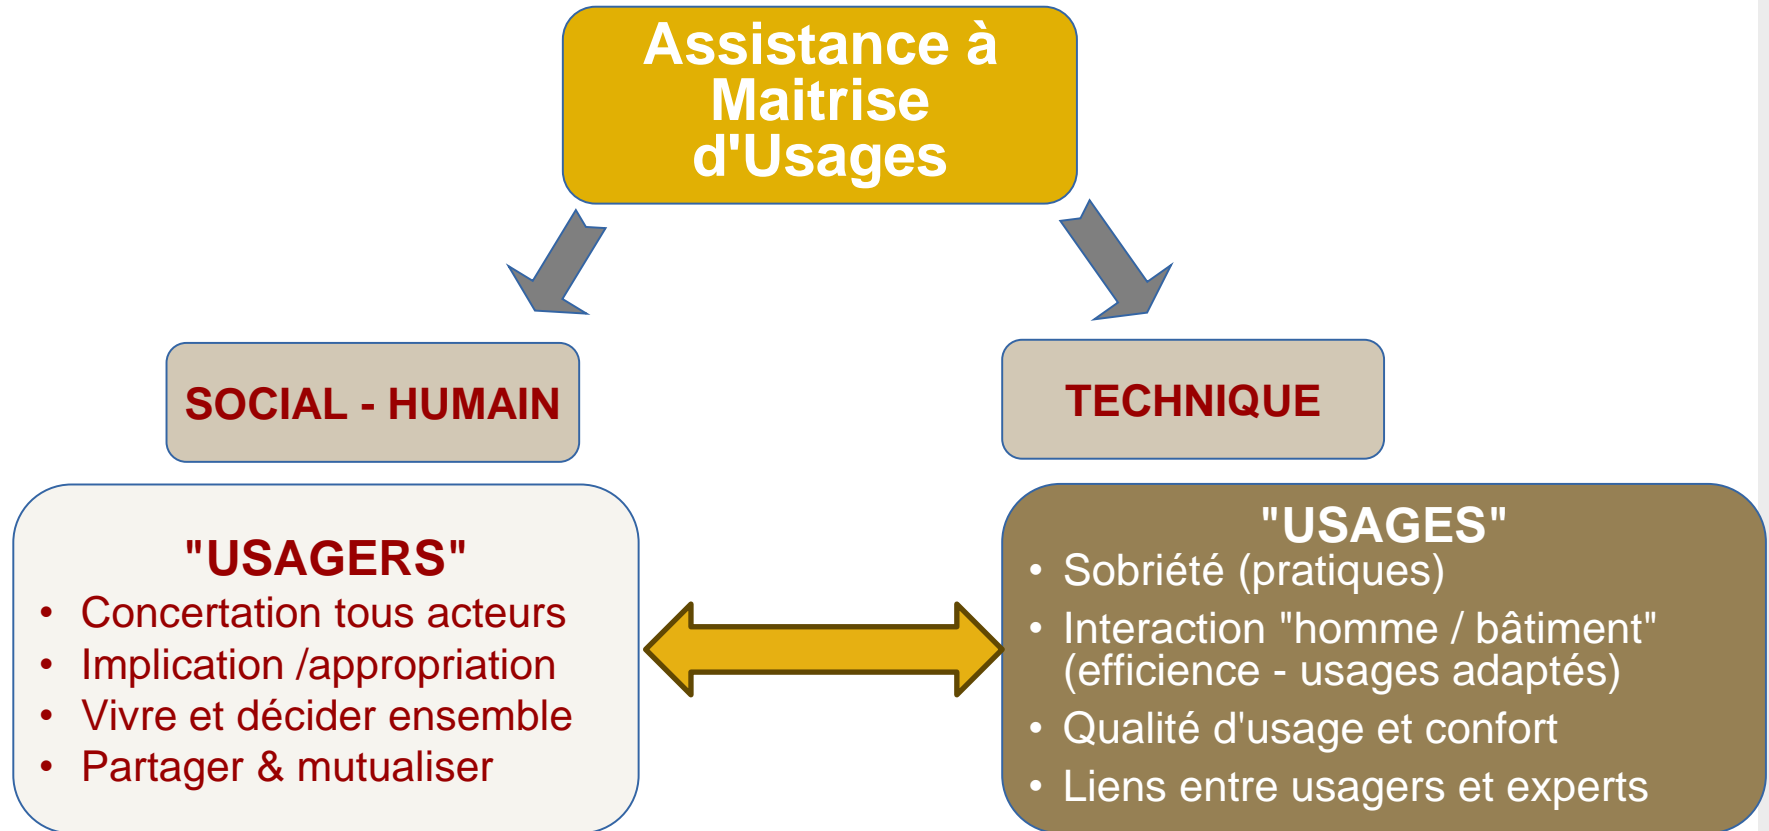 Assistance à
Maitrise
d'Usages
SOCIAL - HUMAIN
TECHNIQUE
"USAGERS"
• Concertation tous acteurs
• Implication /appropriation
• Vivre et décider ensemble
• Partager & mutualiser
"USAGES"
• Sobriété (pratiques)
• Interaction "homme / bâtiment"
(efficience - usages adaptés)
• Qualité d'usage et confort
• Liens entre usagers et experts